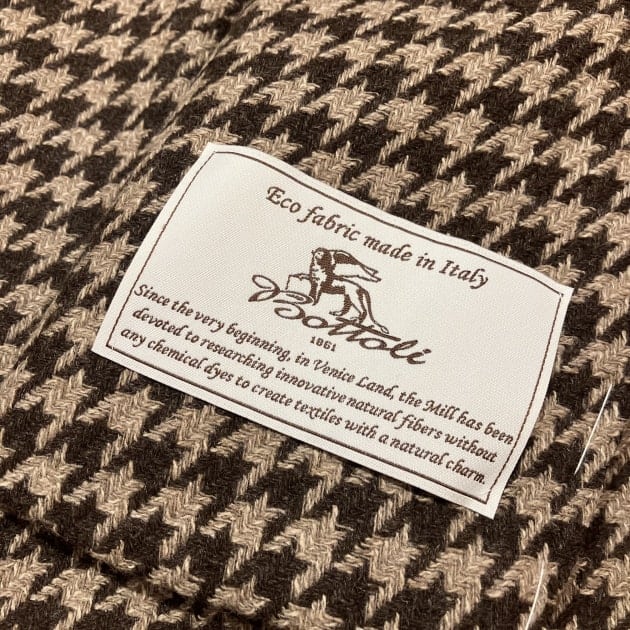 Eco fabric made in Italy
Bottoli
1861
Since the very beginning, in Venice Land, the Mill has been
devoted to researching innovative natural fibers without
any chemical dyes to create textiles with a natural charm.